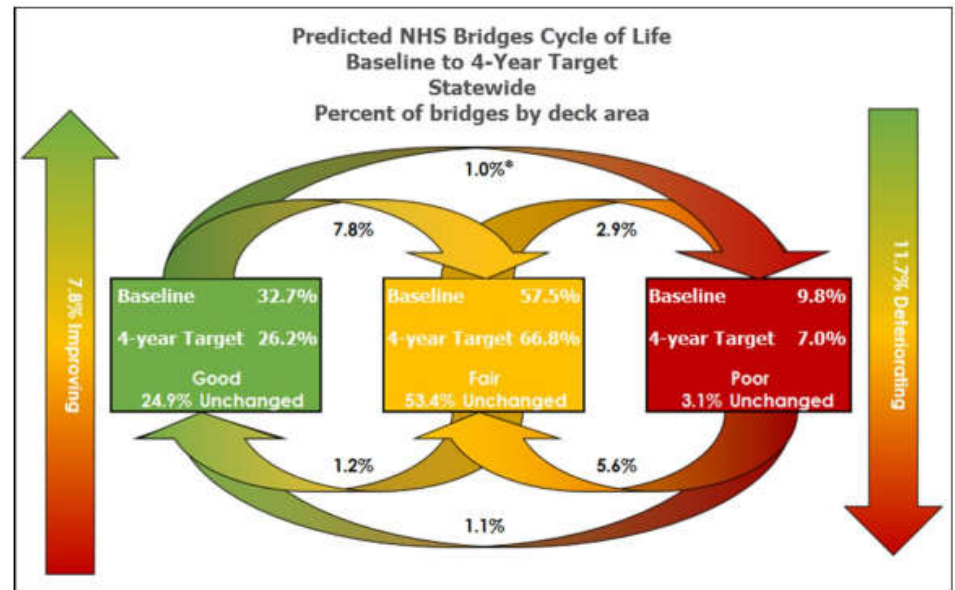 Predicted NHS Bridges Cycle of Life
Baseline to 4-Year Target
Statewide
Percent of bridges by deck area
1.0%*
7.8%
2.9%
7.8% Improving
11.7% Deteriorating
Baseline 32.7%
4-year Target 26.2%
Good
24.9% Unchanged
Baseline 57.5%
4-year Target 66.8%
Fair
53.4% Unchanged
Baseline 9.8%
4-year Target 7.0%
Poor
3.1% Unchanged
1.2%
5.6%
1.1%